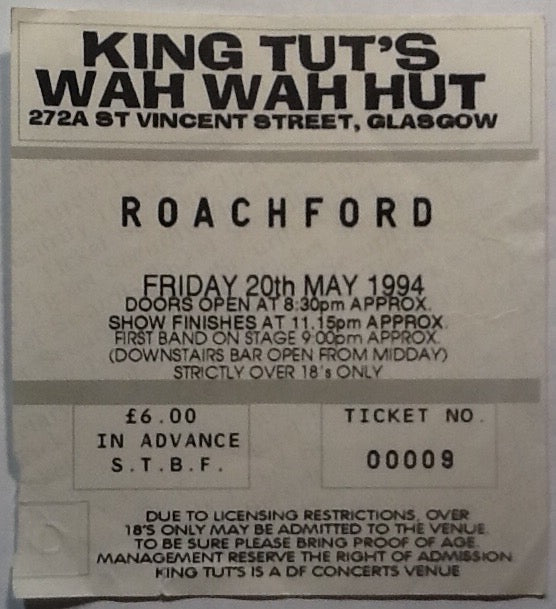 KING TUT'S
WAH WAH HUT
272A ST VINCENT STREET, GLASGOW
ROACHFORD
FRIDAY 20th MAY 1994
DOORS OPEN AT 8:30pm APPROX.
SHOW FINISHES AT 11.15pm APPROX.
FIRST BAND ON STAGE 9:00pm APPROX.
(DOWNSTAIRS BAR OPEN FROM MIDDAY)
STRICTLY OVER 18's ONLY
£6.00
IN ADVANCE
S.T.B.F.
TICKET NO.
00009
DUE TO LICENSING RESTRICTIONS, OVER
18'S ONLY MAY BE ADMITTED TO THE VENUE.
TO BE SURE PLEASE BRING PROOF OF AGE.
MANAGEMENT RESERVE THE RIGHT OF ADMISSION
KING TUT'S IS A DF CONCERTS VENUE